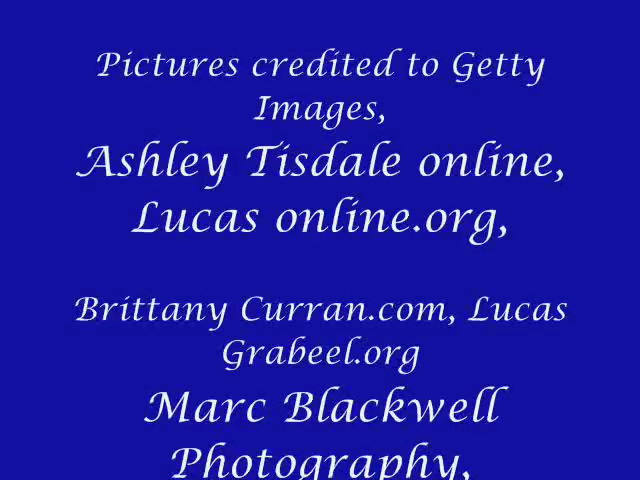 Pictures credited to Getty
Images,
Ashley Tisdale online,
Lucas online.org,
Brittany Curran.com, Lucas
Grabeel.org
Marc Blackwell
Photography,